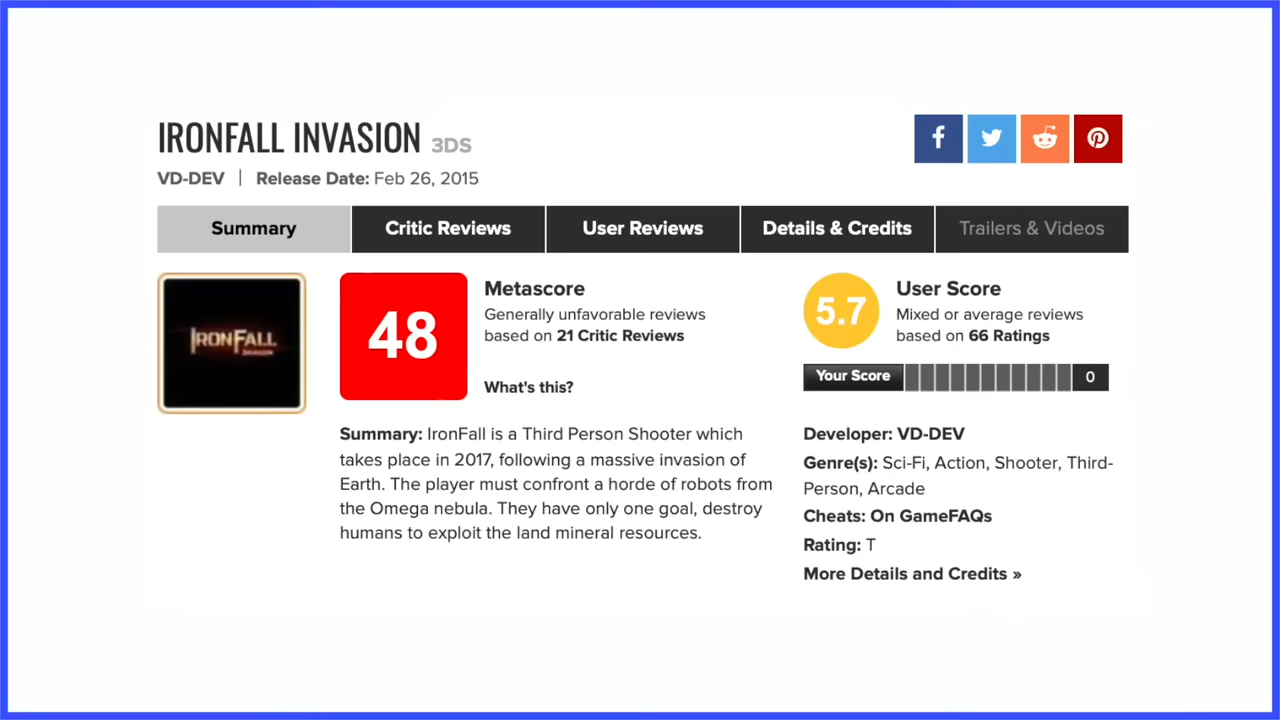 IRONFALL INVASION 3DS
VD-DEV | Release Date: Feb 26, 2015
Summary
Critic Reviews
User Reviews
Details & Credits
Trailers & Videos
IRONFALL
INVASION
48
Metascore
Generally unfavorable reviews
based on 21 Critic Reviews
What's this?
5.7
User Score
Mixed or average reviews
based on 66 Ratings
Your Score
0
Summary: IronFall is a Third Person Shooter which
takes place in 2017, following a massive invasion of
Earth. The player must confront a horde of robots from
the Omega nebula. They have only one goal, destroy
humans to exploit the land mineral resources.
Developer: VD-DEV
Genre(s): Sci-Fi, Action, Shooter, Third-
Person, Arcade
Cheats: On GameFAQs
Rating: T
More Details and Credits »